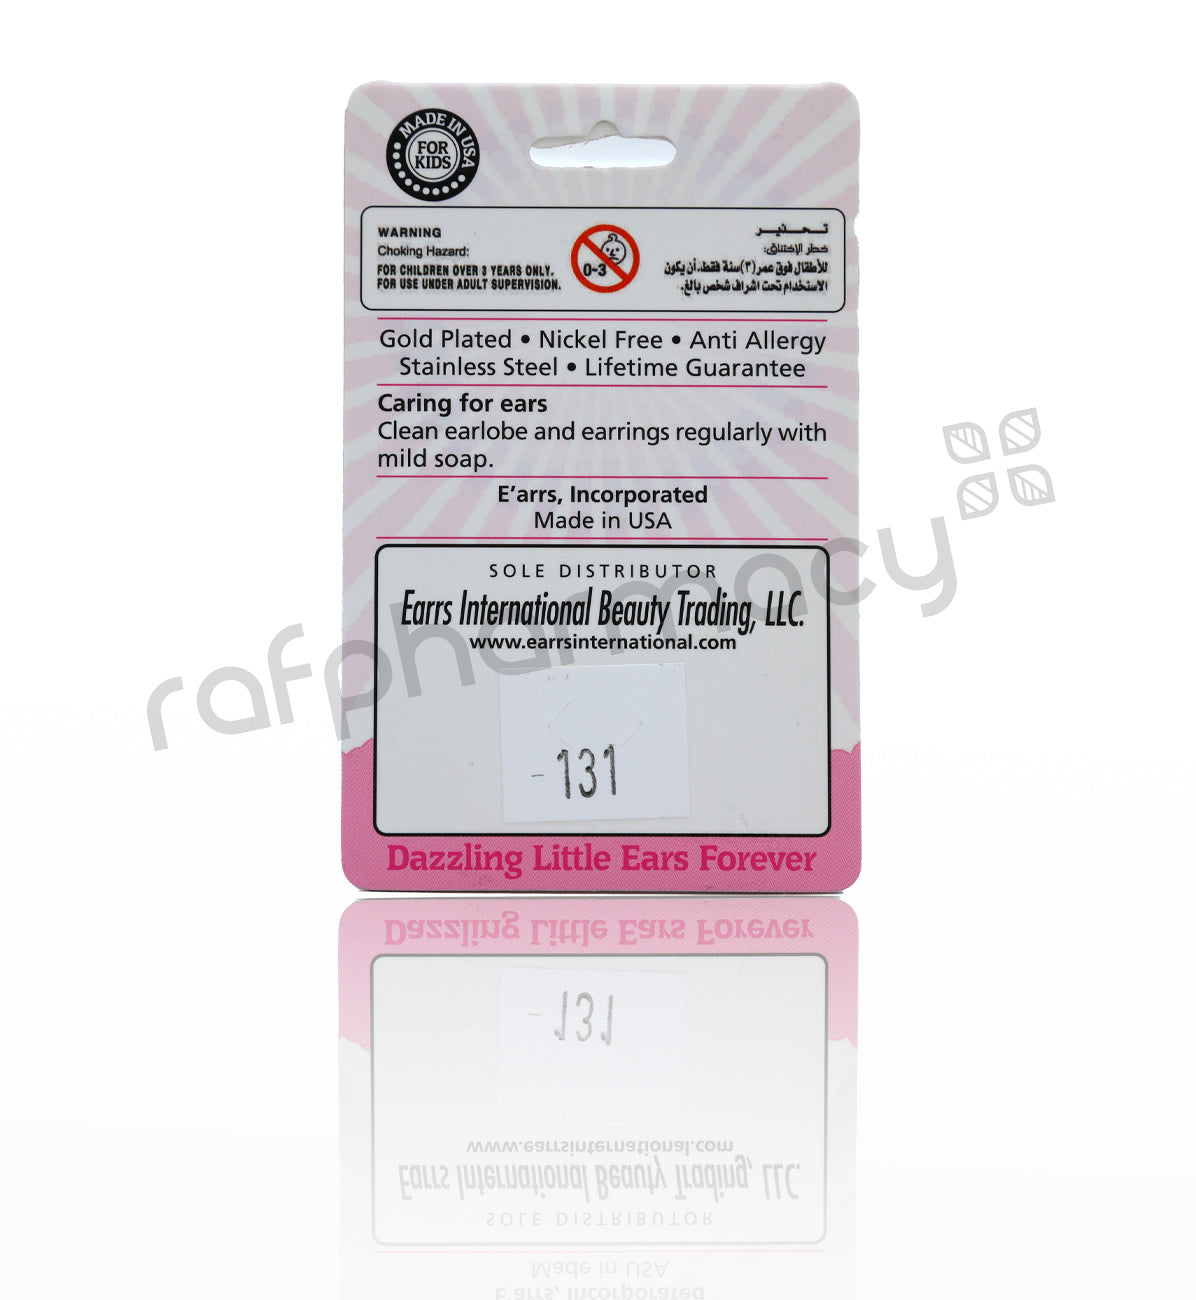 MADE IN USA
FOR
KIDS
WARNING
Choking Hazard:
FOR CHILDREN OVER 3 YEARS ONLY.
FOR USE UNDER ADULT SUPERVISION.
0-3
تحذير
خطر الإختناق:
للأطفال فوق عمر (٣) سنة فقط، أن يكون
الاستخدام تحت اشراف شخص بالغ.
Gold Plated • Nickel Free • Anti Allergy
Stainless Steel • Lifetime Guarantee
Caring for ears
Clean earlobe and earrings regularly with
mild soap.
E'arrs, Incorporated
Made in USA
SOLE DISTRIBUTOR
Earrs International Beauty Trading, LLC.
www.earrsinternational.com
- 131
Dazzling Little Ears Forever
rafpharmacy